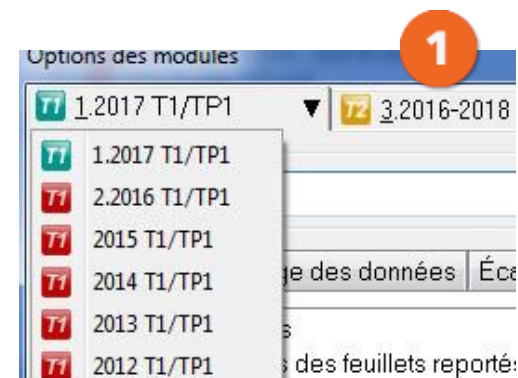 Options des modules
1
T1 1.2017 T1/TP1 ▼ T2 3.2016-2018
T1 1.2017 T1/TP1
T1 2.2016 T1/TP1
T1 2015 T1/TP1
T1 2014 T1/TP1
des données
T1 2013 T1/TP1
T1 2012 T1/TP1
des feuillets